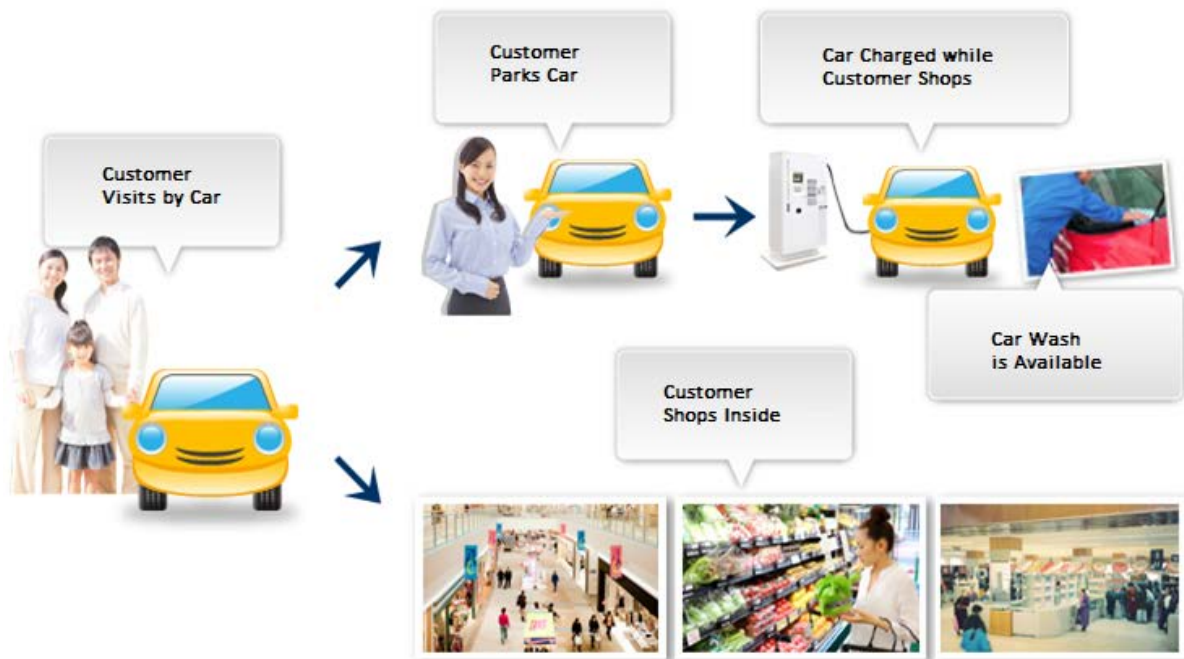 Customer
Parks Car
Car Charged while
Customer Shops
Customer
Visits by Car
Car Wash
is Available
Customer
Shops Inside